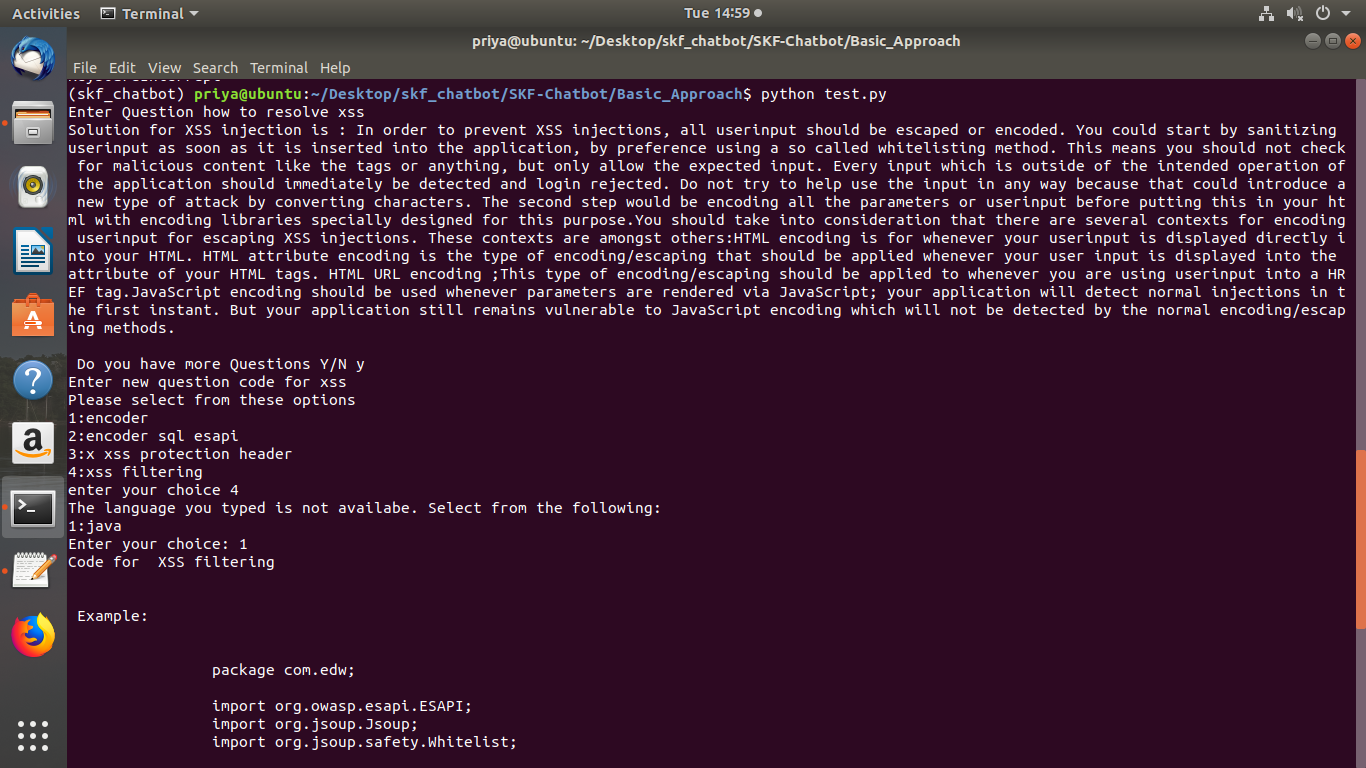 Activities Terminal Tue 14:59
priya@ubuntu: ~/Desktop/skf_chatbot/SKF-Chatbot/Basic_Approach
File Edit View Search Terminal Help
(skf_chatbot) priya@ubuntu:~/Desktop/skf_chatbot/SKF-Chatbot/Basic_Approach$ python test.py
Enter Question how to resolve xss
Solution for XSS injection is : In order to prevent XSS injections, all userinput should be escaped or encoded. You could start by sanitizing
userinput as soon as it is inserted into the application, by preference using a so called whitelisting method. This means you should not check
for malicious content like the tags or anything, but only allow the expected input. Every input which is outside of the intended operation of
the application should immediately be detected and login rejected. Do not try to help use the input in any way because that could introduce a
new type of attack by converting characters. The second step would be encoding all the parameters or userinput before putting this in your ht
ml with encoding libraries specially designed for this purpose.You should take into consideration that there are several contexts for encoding
userinput for escaping XSS injections. These contexts are amongst others:HTML encoding is for whenever your userinput is displayed directly i
nto your HTML. HTML attribute encoding is the type of encoding/escaping that should be applied whenever your user input is displayed into the
attribute of your HTML tags. HTML URL encoding ;This type of encoding/escaping should be applied to whenever you are using userinput into a HR
EF tag.JavaScript encoding should be used whenever parameters are rendered via JavaScript; your application will detect normal injections in t
he first instant. But your application still remains vulnerable to JavaScript encoding which will not be detected by the normal encoding/escap
ing methods.
Do you have more Questions Y/N y
Enter new question code for xss
Please select from these options
1:encoder
2:encoder sql esapi
3:x xss protection header
4:xss filtering
enter your choice 4
The language you typed is not availabe. Select from the following:
1:java
Enter your choice: 1
Code for  XSS filtering
Example:
package com.edw;
import org.owasp.esapi.ESAPI;
import org.jsoup.Jsoup;
import org.jsoup.safety.Whitelist;